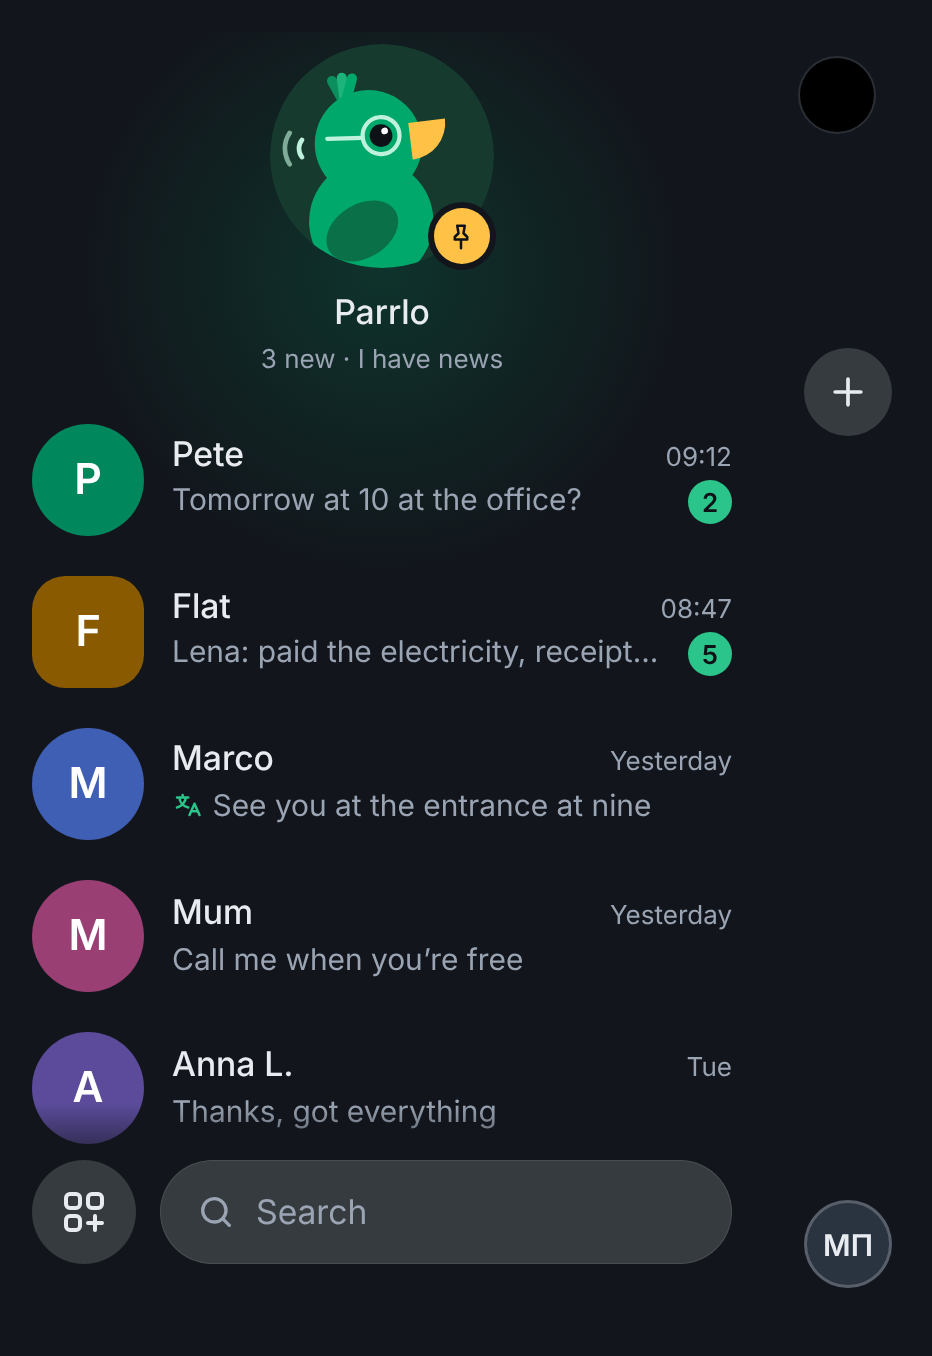 Parrlo
3 new · I have news
P
Pete
09:12
Tomorrow at 10 at the office?
2
F
Flat
08:47
Lena: paid the electricity, receipt...
5
M
Marco
Yesterday
See you at the entrance at nine
M
Mum
Yesterday
Call me when you’re free
A
Anna L.
Tue
Thanks, got everything
Search
МП